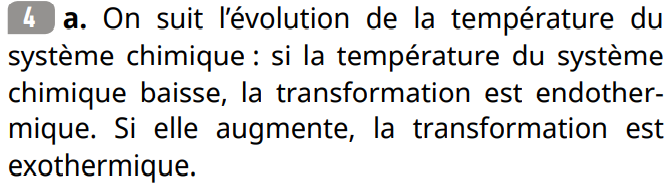 4 a. On suit l’évolution de la température du
système chimique : si la température du système
chimique baisse, la transformation est endother-
mique. Si elle augmente, la transformation est
exothermique.